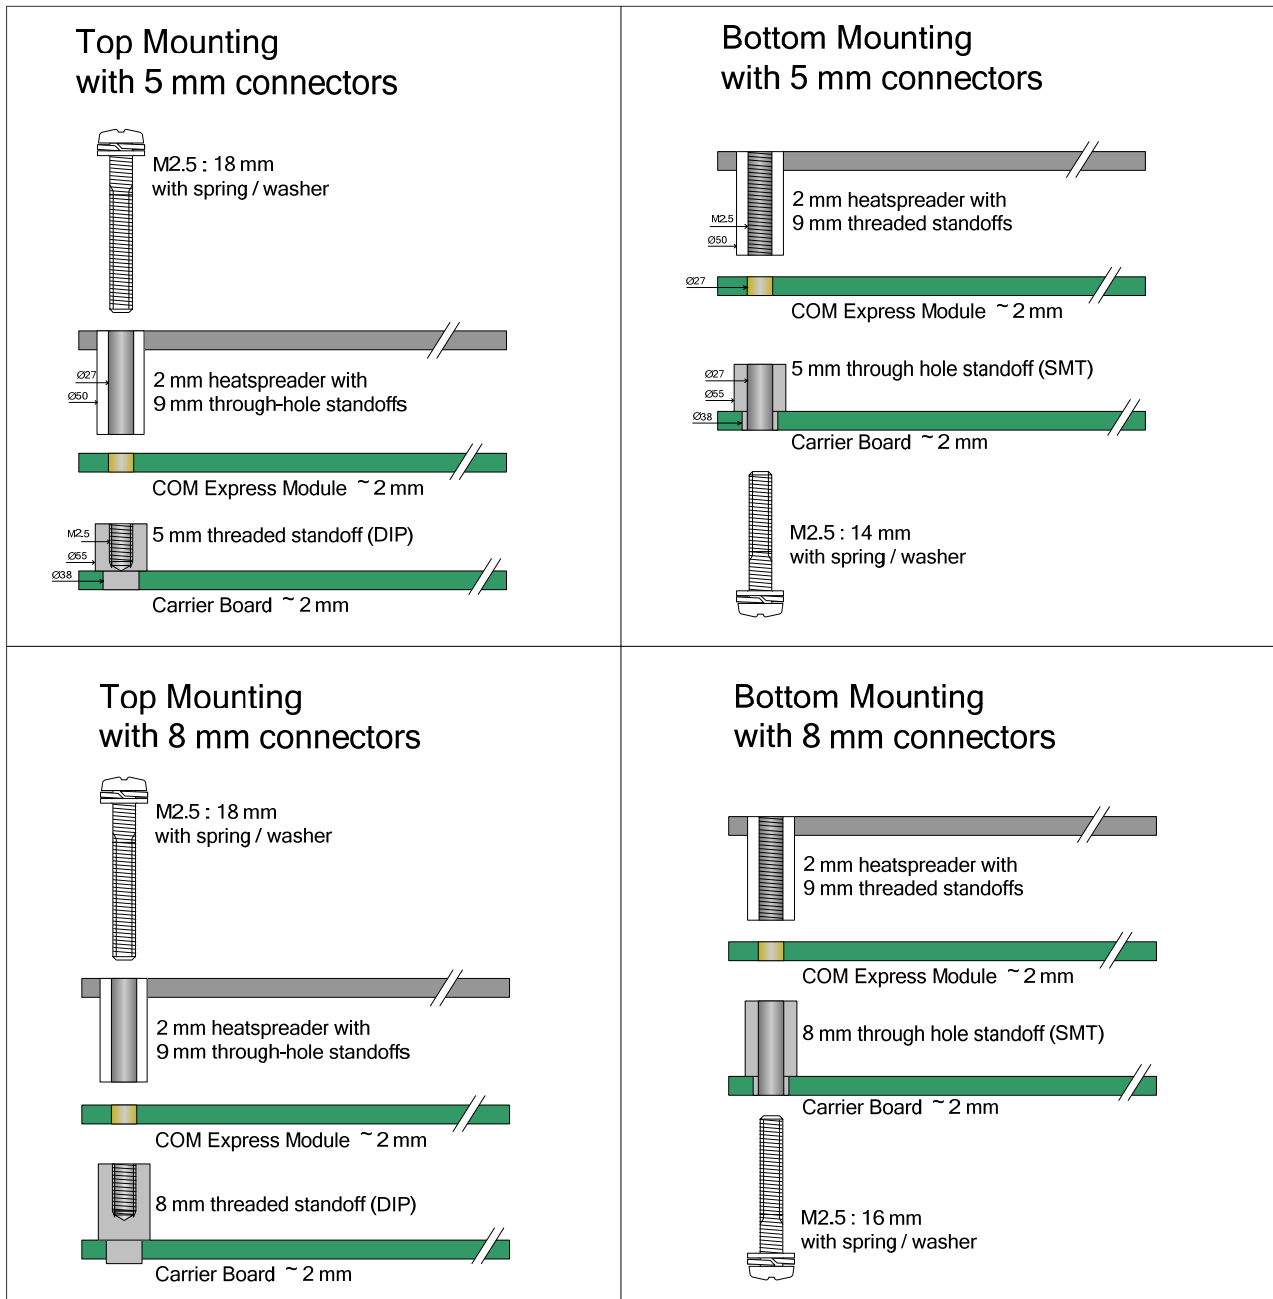 Top Mounting
with 5 mm connectors
M2.5 : 18 mm
with spring / washer
Ø27
Ø50
2 mm heatspreader with
9 mm through-hole standoffs
COM Express Module ~ 2 mm
M2.5
Ø55
Ø38
5 mm threaded standoff (DIP)
Carrier Board ~ 2 mm
Bottom Mounting
with 5 mm connectors
M2.5
Ø50
2 mm heatspreader with
9 mm threaded standoffs
Ø27
COM Express Module ~ 2 mm
Ø27
Ø55
Ø38
5 mm through hole standoff (SMT)
Carrier Board ~ 2 mm
M2.5 : 14 mm
with spring / washer
Top Mounting
with 8 mm connectors
M2.5 : 18 mm
with spring / washer
2 mm heatspreader with
9 mm through-hole standoffs
COM Express Module ~ 2 mm
8 mm threaded standoff (DIP)
Carrier Board ~ 2 mm
Bottom Mounting
with 8 mm connectors
2 mm heatspreader with
9 mm threaded standoffs
COM Express Module ~ 2 mm
8 mm through hole standoff (SMT)
Carrier Board ~ 2 mm
M2.5 : 16 mm
with spring / washer